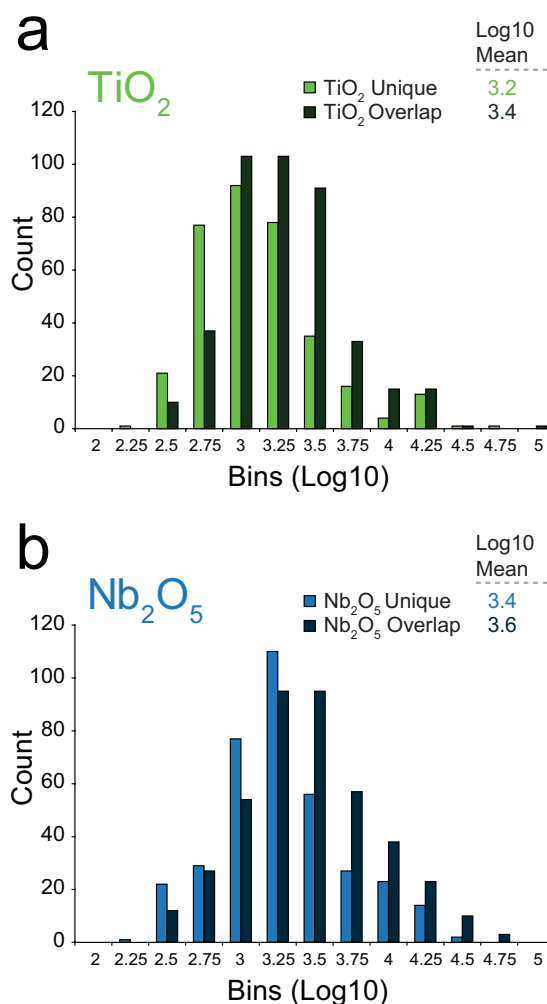 a
Log10
Mean
TiO₂
TiO₂ Unique 3.2
TiO₂ Overlap 3.4
120
100
80
60
40
20
0
Count
2 2.25 2.5 2.75 3 3.25 3.5 3.75 4 4.25 4.5 4.75 5
Bins (Log10)
b
Log10
Mean
Nb₂O₅
Nb₂O₅ Unique 3.4
Nb₂O₅ Overlap 3.6
120
100
80
60
40
20
0
Count
2 2.25 2.5 2.75 3 3.25 3.5 3.75 4 4.25 4.5 4.75 5
Bins (Log10)